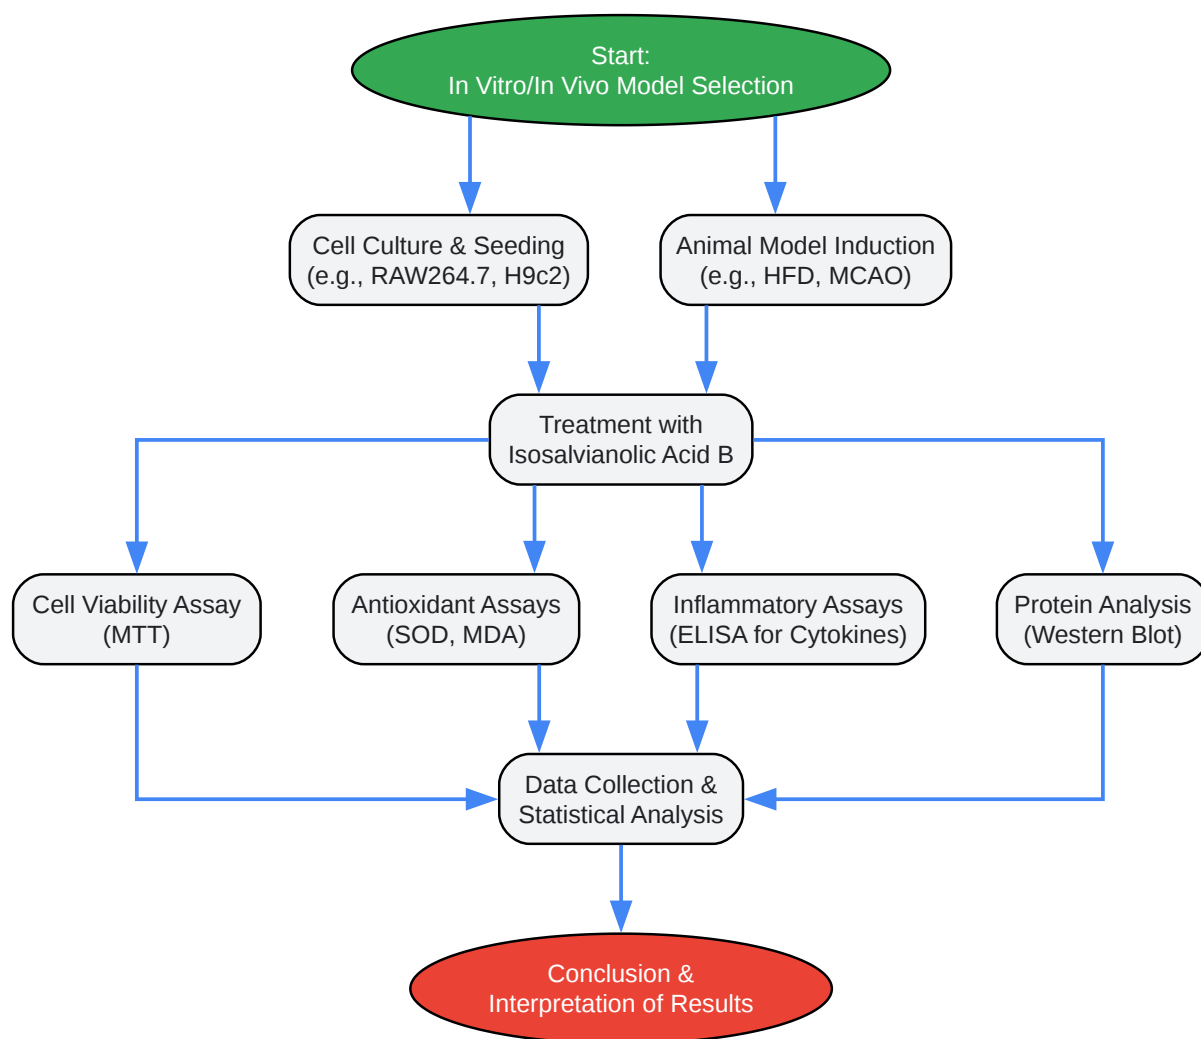 Start:
In Vitro/In Vivo Model Selection
Cell Culture & Seeding
(e.g., RAW264.7, H9c2)
Animal Model Induction
(e.g., HFD, MCAO)
Treatment with
Isosalvianolic Acid B
Cell Viability Assay
(MTT)
Antioxidant Assays
(SOD, MDA)
Inflammatory Assays
(ELISA for Cytokines)
Protein Analysis
(Western Blot)
Data Collection &
Statistical Analysis
Conclusion &
Interpretation of Results